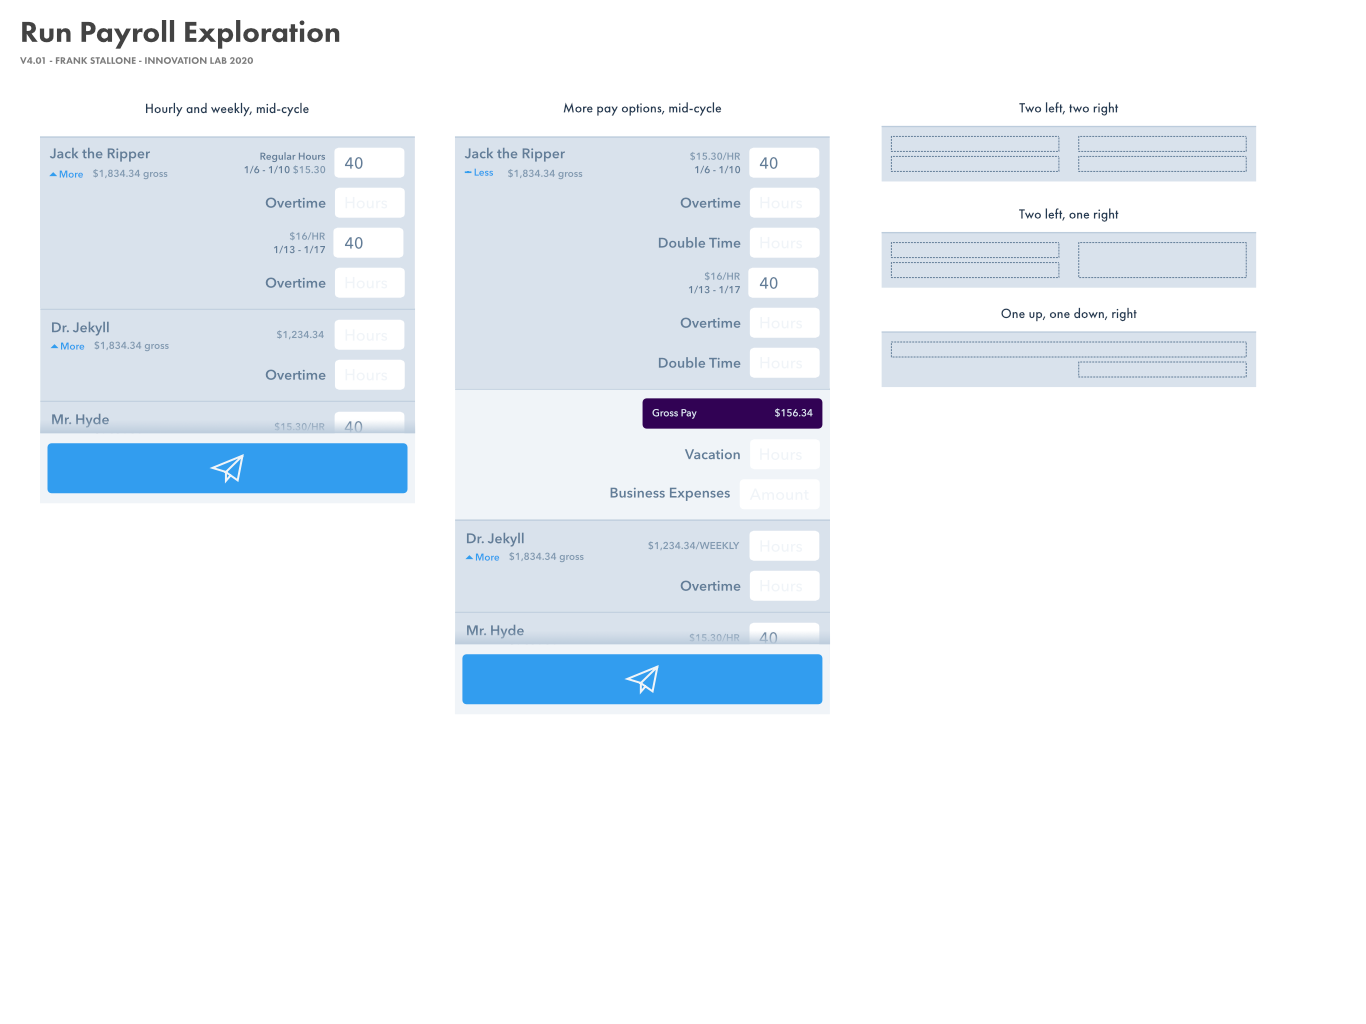 Run Payroll Exploration
V4.01 - FRANK STALLONE - INNOVATION LAB 2020
Hourly and weekly, mid-cycle
Jack the Ripper
More $1,834.34 gross
Regular Hours
1/6 - 1/10 $15.30
40
Overtime
Hours
$16/HR
1/13 - 1/17
40
Overtime
Hours
Dr. Jekyll
More $1,834.34 gross
$1,234.34
Hours
Overtime
Hours
Mr. Hyde
$15.30/HR
40
More pay options, mid-cycle
Jack the Ripper
Less $1,834.34 gross
$15.30/HR
1/6 - 1/10
40
Overtime
Hours
Double Time
Hours
$16/HR
1/13 - 1/17
40
Overtime
Hours
Double Time
Hours
Gross Pay $156.34
Vacation
Hours
Business Expenses
Amount
Dr. Jekyll
More $1,834.34 gross
$1,234.34/WEEKLY
Hours
Overtime
Hours
Mr. Hyde
$15.30/HR
40
Two left, two right
Two left, one right
One up, one down, right